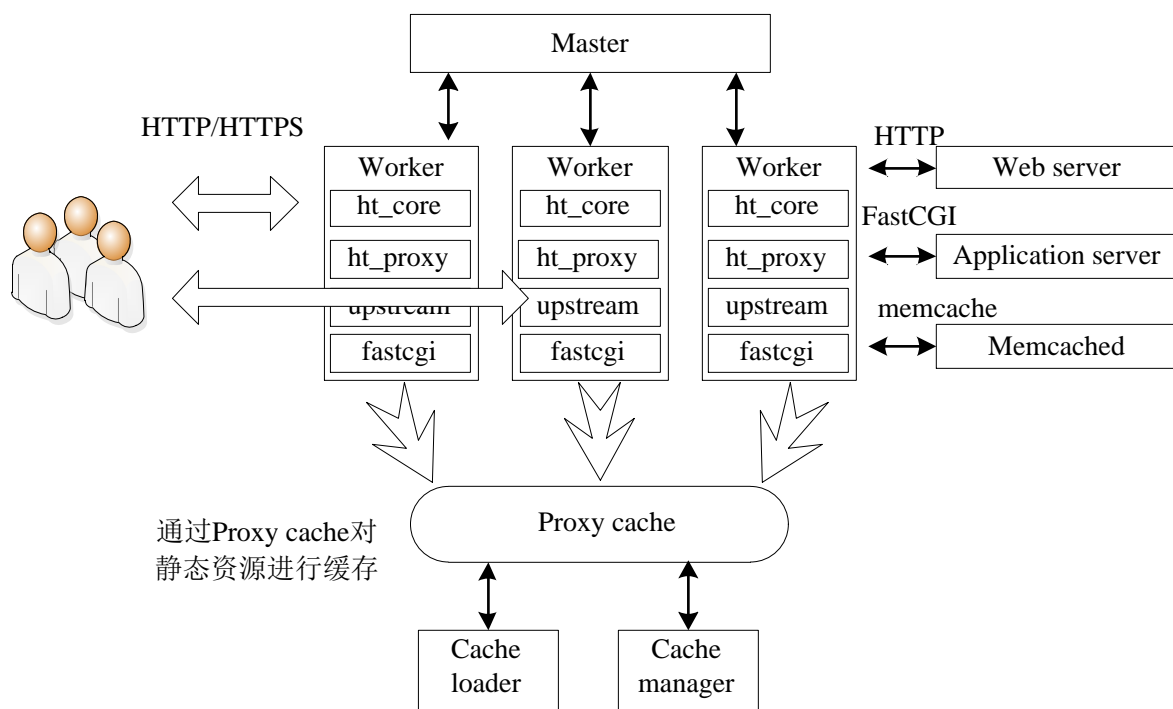 Master
HTTP/HTTPS
Worker
ht_core
ht_proxy
upstream
fastcgi
Worker
ht_core
ht_proxy
upstream
fastcgi
Worker
ht_core
ht_proxy
upstream
fastcgi
HTTP
Web server
FastCGI
Application server
memcache
Memcached
Proxy cache
通过Proxy cache对
静态资源进行缓存
Cache
loader
Cache
manager